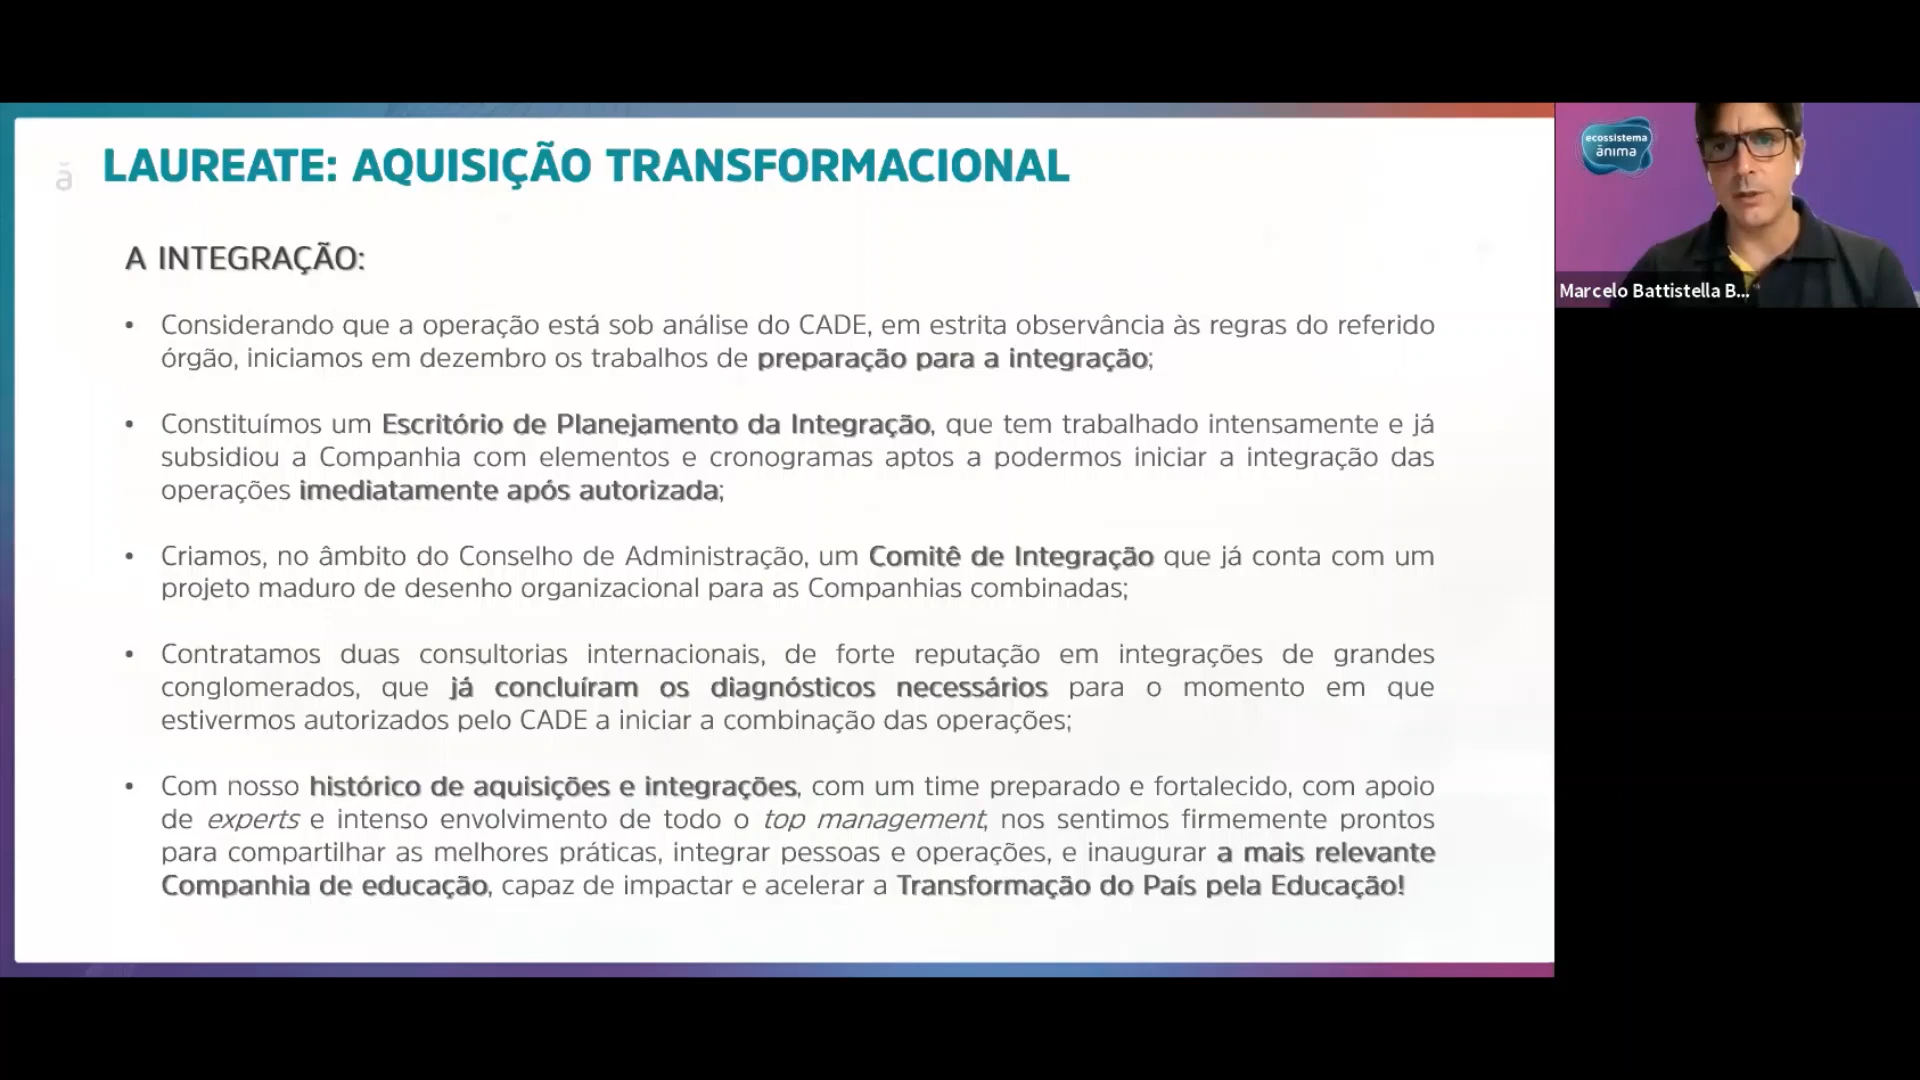 ă
LAUREATE: AQUISIÇÃO TRANSFORMACIONAL
A INTEGRAÇÃO:
• Considerando que a operação está sob análise do CADE, em estrita observância às regras do referido
órgão, iniciamos em dezembro os trabalhos de preparação para a integração;
• Constituímos um Escritório de Planejamento da Integração, que tem trabalhado intensamente e já
subsidiou a Companhia com elementos e cronogramas aptos a podermos iniciar a integração das
operações imediatamente após autorizada;
• Criamos, no âmbito do Conselho de Administração, um Comitê de Integração que já conta com um
projeto maduro de desenho organizacional para as Companhias combinadas;
• Contratamos duas consultorias internacionais, de forte reputação em integrações de grandes
conglomerados, que já concluíram os diagnósticos necessários para o momento em que
estivermos autorizados pelo CADE a iniciar a combinação das operações;
• Com nosso histórico de aquisições e integrações, com um time preparado e fortalecido, com apoio
de experts e intenso envolvimento de todo o top management, nos sentimos firmemente prontos
para compartilhar as melhores práticas, integrar pessoas e operações, e inaugurar a mais relevante
Companhia de educação, capaz de impactar e acelerar a Transformação do País pela Educação!
ecossistema
ănima
Marcelo Battistella B...